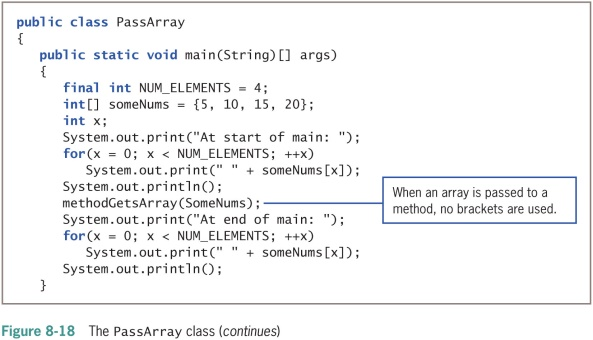 public class PassArray
{
public static void main(String)[] args)
{
final int NUM_ELEMENTS = 4;
int[] someNums = {5, 10, 15, 20};
int x;
System.out.print("At start of main: ");
for(x = 0; x < NUM_ELEMENTS; ++x)
System.out.print(" " + someNums[x]);
System.out.println();
methodGetsArray(SomeNums);
When an array is passed to a
method, no brackets are used.
System.out.print("At end of main: ");
for(x = 0; x < NUM_ELEMENTS; ++x)
System.out.print(" " + someNums[x]);
System.out.println();
}
Figure 8-18 The PassArray class (continues)